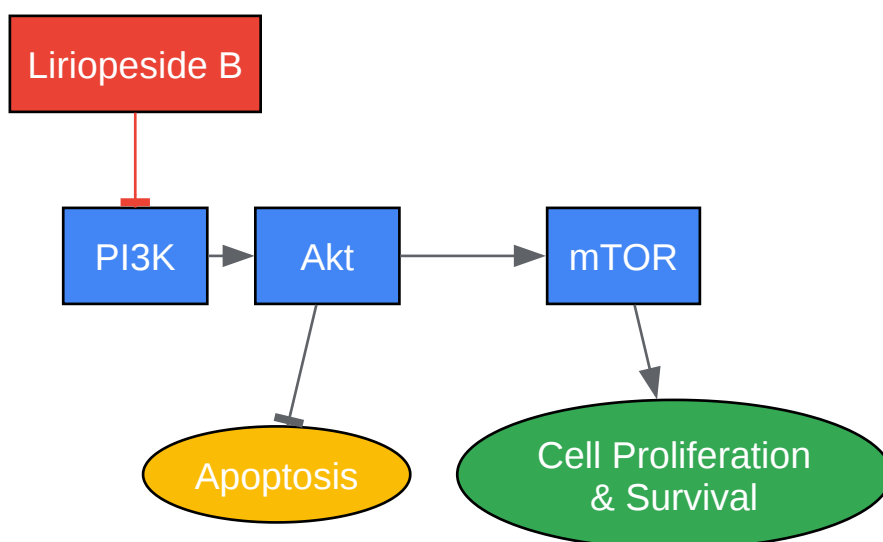 Liriopeside B
PI3K
Akt
mTOR
Apoptosis
Cell Proliferation
& Survival